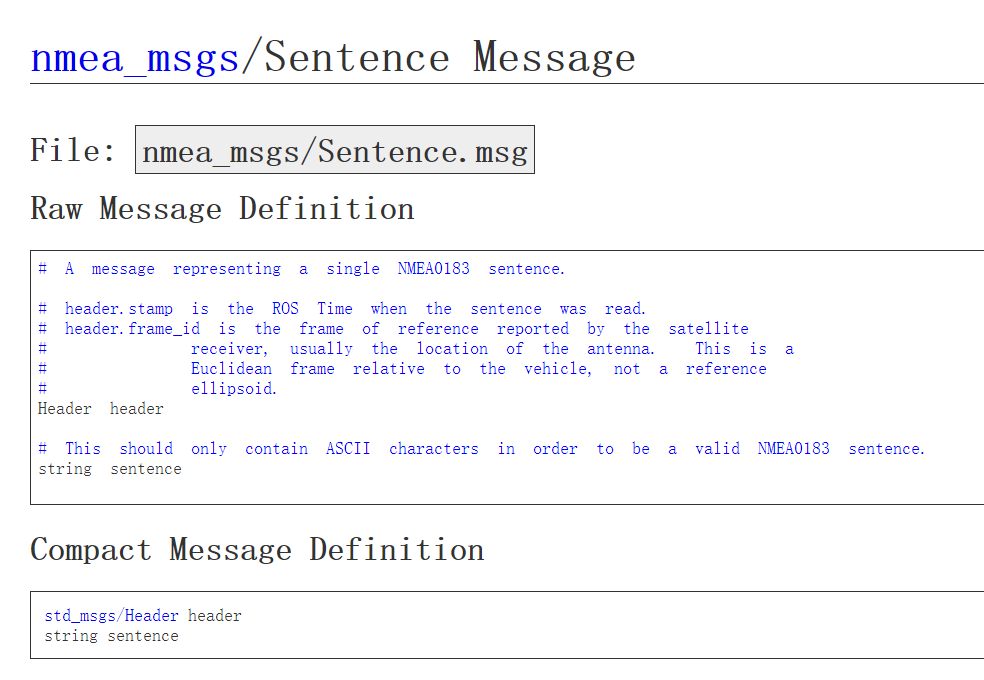 nmea_msgs/Sentence Message
File: nmea_msgs/Sentence.msg
Raw Message Definition
# A message representing a single NMEA0183 sentence.
# header.stamp is the ROS Time when the sentence was read.
# header.frame_id is the frame of reference reported by the satellite
# receiver, usually the location of the antenna. This is a
# Euclidean frame relative to the vehicle, not a reference
# ellipsoid.
Header header
# This should only contain ASCII characters in order to be a valid NMEA0183 sentence.
string sentence
Compact Message Definition
std_msgs/Header header
string sentence